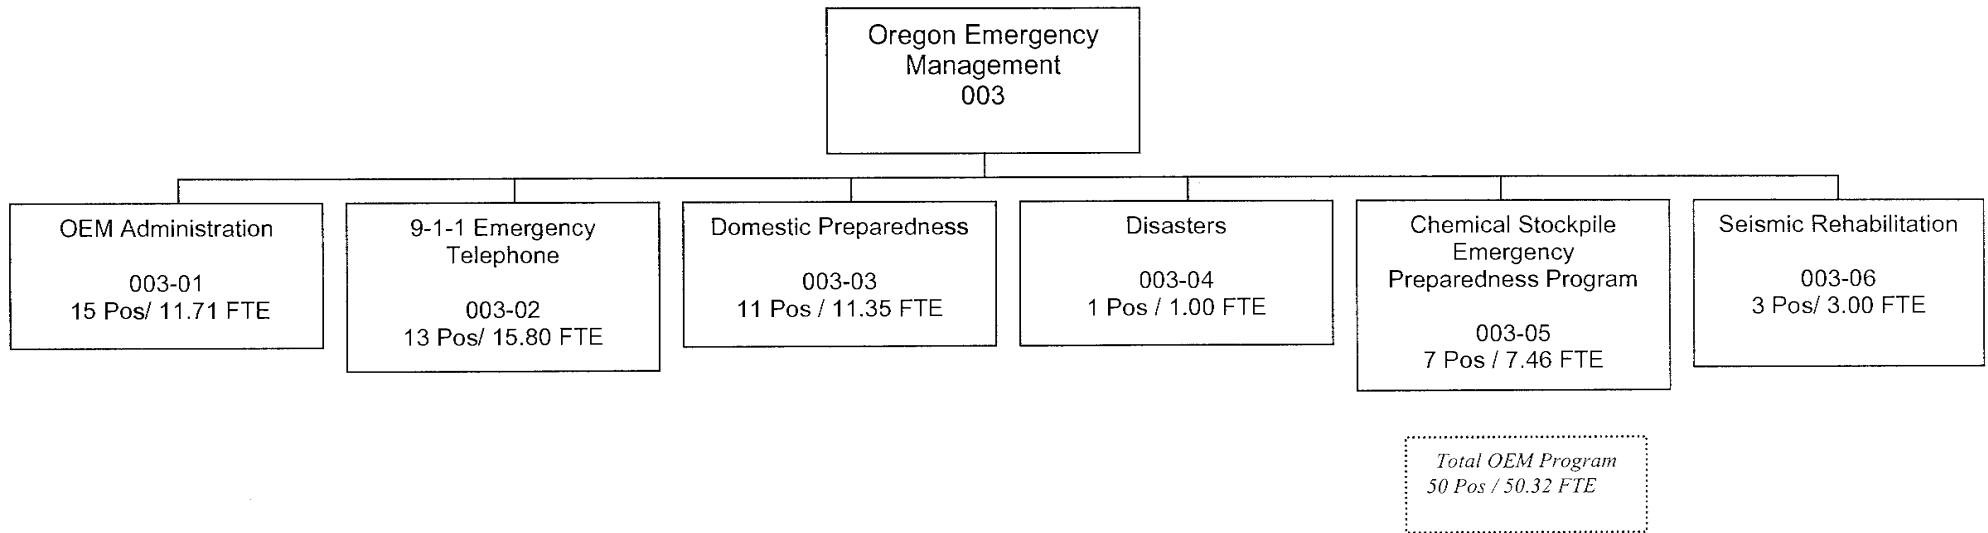 Oregon Emergency
Management
003
OEM Administration
003-01
15 Pos/ 11.71 FTE
9-1-1 Emergency
Telephone
003-02
13 Pos/ 15.80 FTE
Domestic Preparedness
003-03
11 Pos / 11.35 FTE
Disasters
003-04
1 Pos / 1.00 FTE
Chemical Stockpile
Emergency
Preparedness Program
003-05
7 Pos / 7.46 FTE
Seismic Rehabilitation
003-06
3 Pos/ 3.00 FTE
Total OEM Program
50 Pos / 50.32 FTE